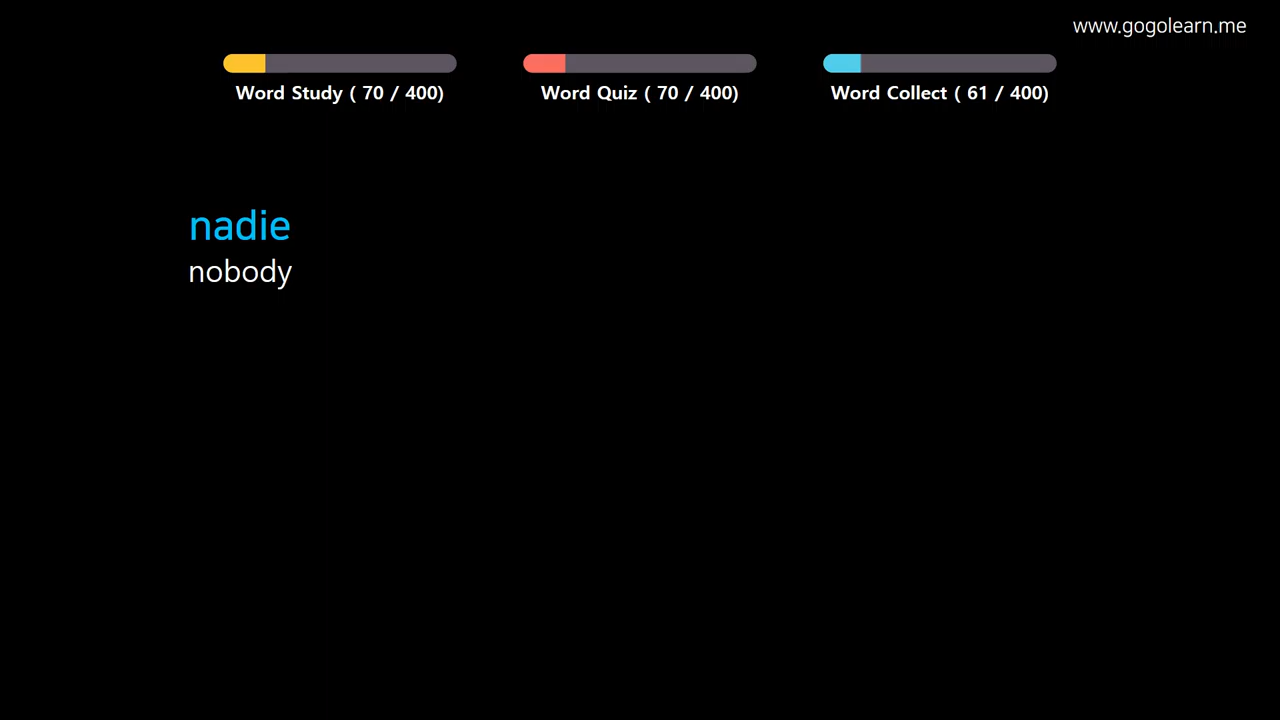 www.gogolearn.me
Word Study ( 70 / 400)
Word Quiz ( 70 / 400)
Word Collect ( 61 / 400)
nadie
nobody